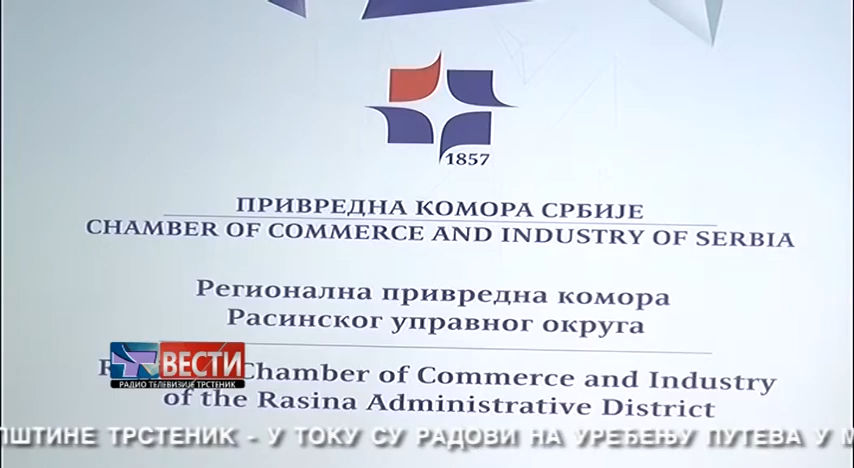 1857
ПРИВРЕДНА КОМОРА СРБИЈЕ
CHAMBER OF COMMERCE AND INDUSTRY OF SERBIA
Регионална привредна комора
Расинског управног округа
Chamber of Commerce and Industry
of the Rasina Administrative District
ВЕСТИ
РАДИО ТЕЛЕВИЗИЈЕ ТРСТЕНИК
ТРСТЕНИК - У ТОКУ СУ РАДОВИ НА УРЕЂЕЊУ ПУТЕВА У